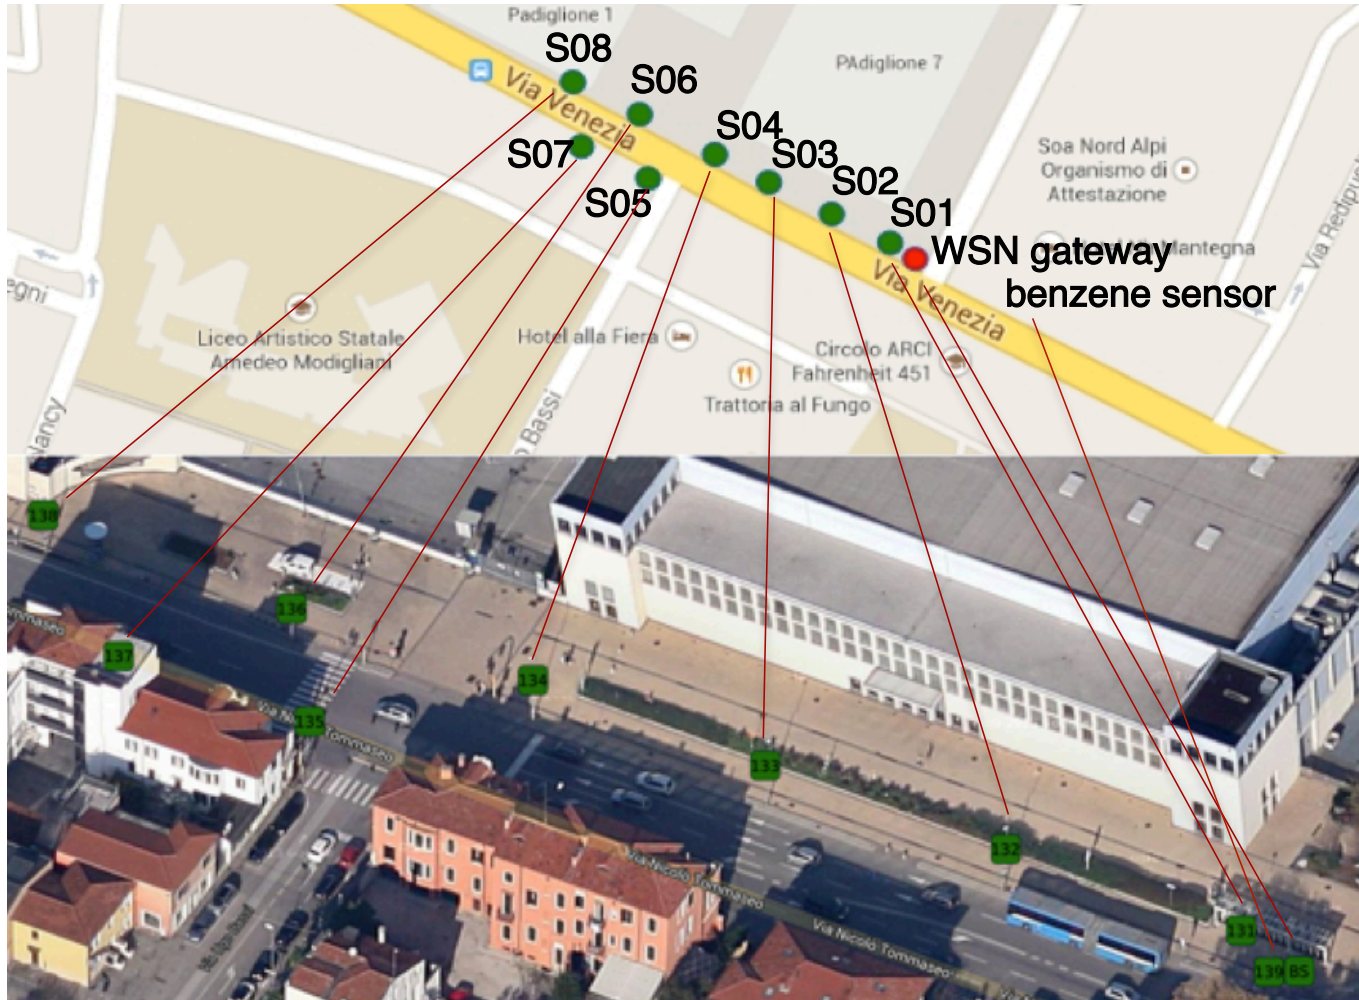 Padiglione 1
S08
S06
PAdiglione 7
Via Venezia
S04
S07
S03
S05
S02
S01
Soa Nord Alpi
Organismo di
Attestazione
WSN gateway
Mantegna
benzene sensor
Via Venezia
egni
Liceo Artistico Statale
Amedeo Modigliani
Hotel alla Fiera
Circolo ARCI
Fahrenheit 451
Trattoria al Fungo
Nancy
Bassi
138
136
137
134
135
Tommaseo
133
132
Via Nicolò Tommaseo
Via Nicolò Tommaseo
131
139
BS